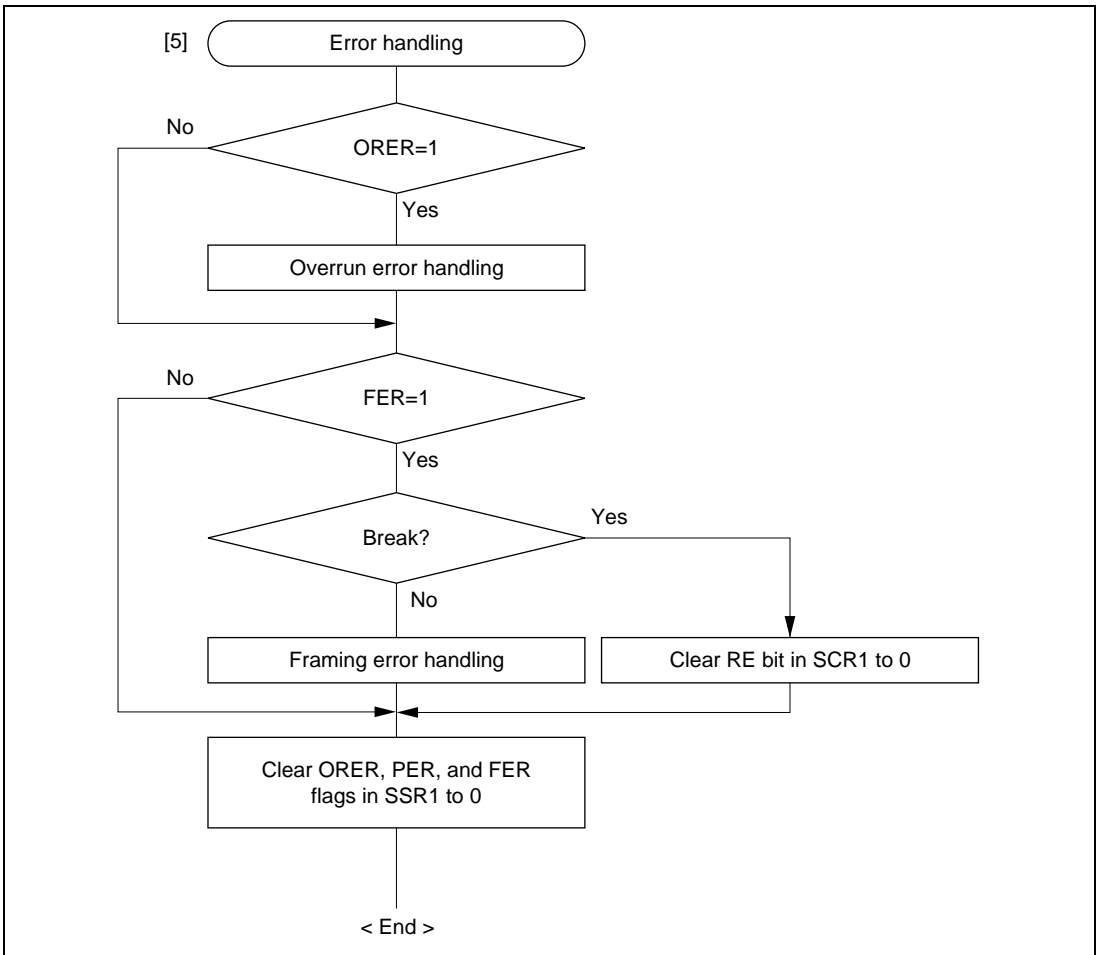 [5] Error handling
No
ORER=1
Yes
Overrun error handling
No
FER=1
Yes
Break?
Yes
No
Framing error handling
Clear RE bit in SCR1 to 0
Clear ORER, PER, and FER
flags in SSR1 to 0
< End >